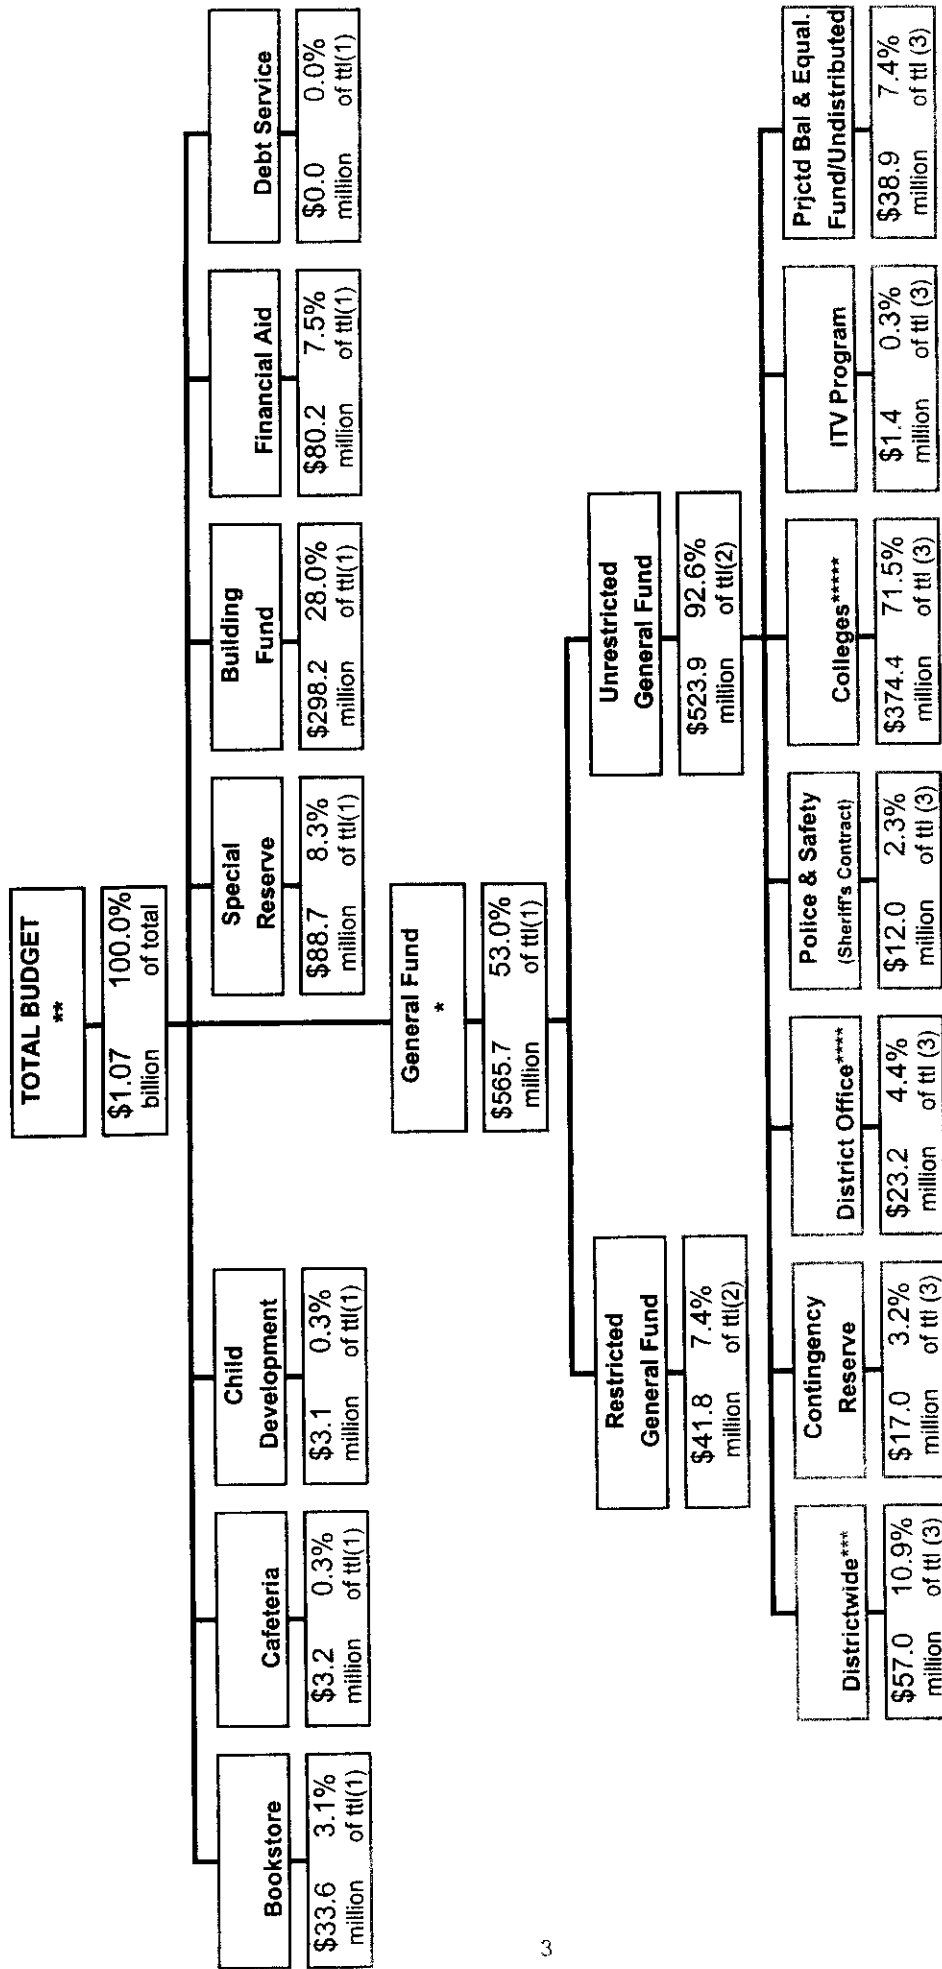 TOTAL BUDGET
**
$1.07 100.0%
billion of total
Bookstore
$33.6 3.1%
million of ttl(1)
Cafeteria
$3.2 0.3%
million of ttl(1)
Child
Development
$3.1 0.3%
million of ttl(1)
Special
Reserve
$88.7 8.3%
million of ttl(1)
Building
Fund
$298.2 28.0%
million of ttl(1)
Financial Aid
$80.2 7.5%
million of ttl(1)
Debt Service
$0.0 0.0%
million of ttl(1)
General Fund
*
$565.7 53.0%
million of ttl(1)
Restricted
General Fund
$41.8 7.4%
million of ttl(2)
Unrestricted
General Fund
$523.9 92.6%
million of ttl(2)
Districtwide***
$57.0 10.9%
million of ttl (3)
Contingency
Reserve
$17.0 3.2%
million of ttl (3)
District Office****
$23.2 4.4%
million of ttl (3)
Police & Safety
(Sheriff's Contract)
$12.0 2.3%
million of ttl (3)
Colleges*****
$374.4 71.5%
million of ttl (3)
ITV Program
$1.4 0.3%
million of ttl (3)
Prjctd Bal & Equal.
Fund/Undistributed
$38.9 7.4%
million of ttl (3)
3